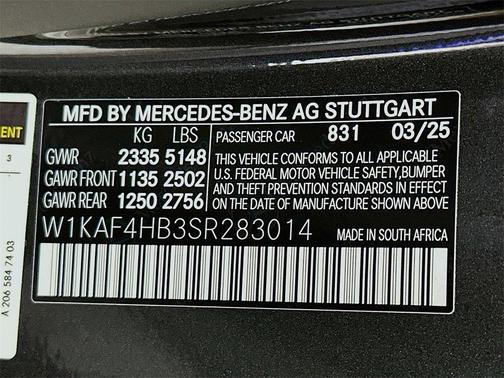 MFD BY MERCEDES-BENZ AG STUTTGART
KG LBS PASSENGER CAR 831 03/25
GVWR 2335 5148
GAWR FRONT 1135 2502
GAWR REAR 1250 2756
THIS VEHICLE CONFORMS TO ALL APPLICABLE
U.S. FEDERAL MOTOR VEHICLE SAFETY, BUMPER
AND THEFT PREVENTION STANDARDS IN EFFECT
ON THE DATE OF MANUFACTURE SHOWN ABOVE
W1KAF4HB3SR283014 MADE IN SOUTH AFRICA
3
A 206 584 74 03